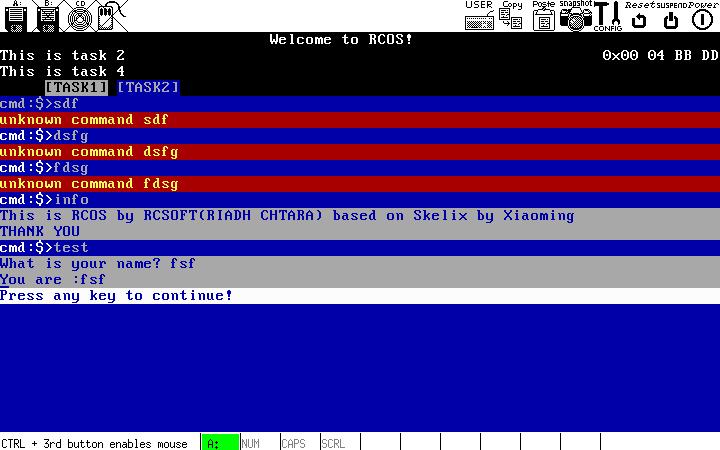 A: B: CD USER Copy Paste snapshot CONFIG Reset SUSPEND Power
Welcome to RCOS!
This is task 2 0x00 04 BB DD
This is task 4
[TASK1] [TASK2]
cmd:$>sdf
unknown command sdf
cmd:$>dsfg
unknown command dsfg
cmd:$>fdsg
unknown command fdsg
cmd:$>info
This is RCOS by RCSOFT(RIADH CHTARA) based on Skelix by Xiaoming
THANK YOU
cmd:$>test
What is your name? fsf
You are :fsf
Press any key to continue!
CTRL + 3rd button enables mouse A: NUM CAPS SCRL